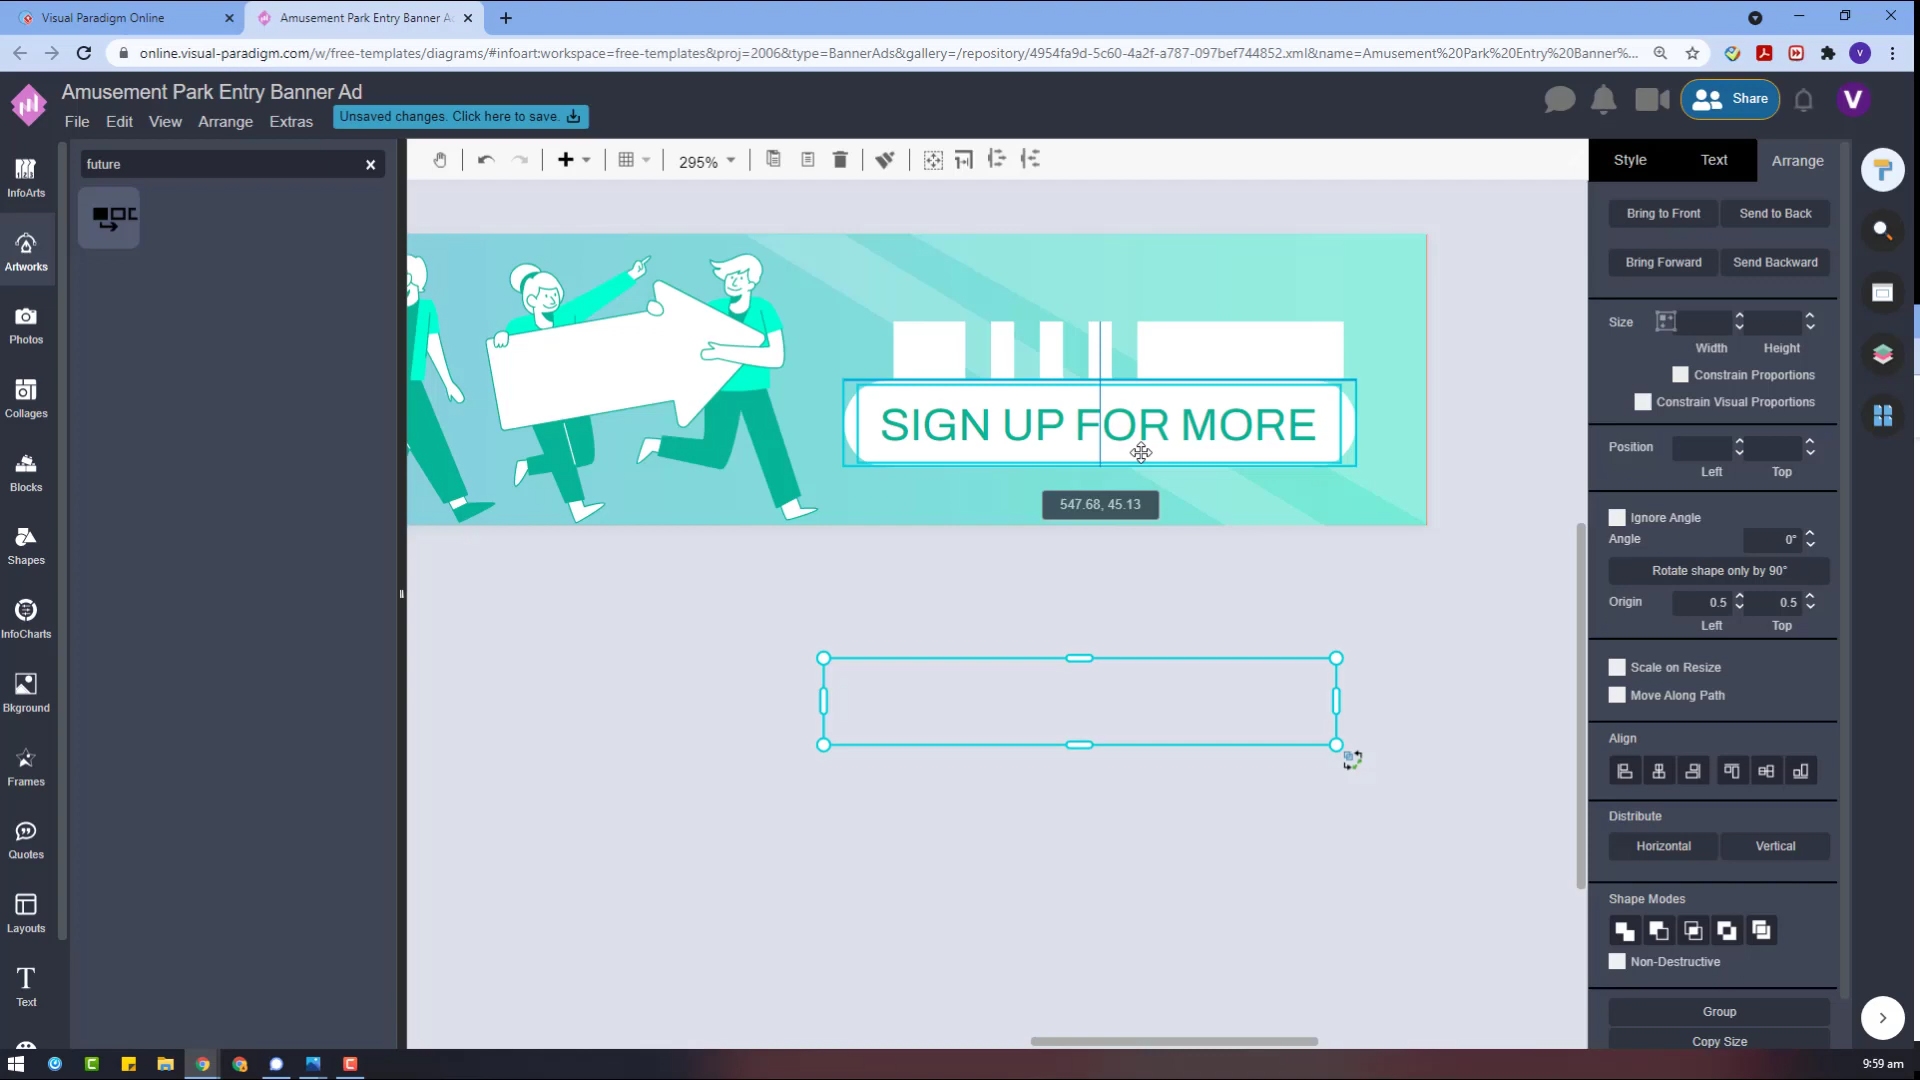 Visual Paradigm Online
Amusement Park Entry Banner A
online.visual-paradigm.com/w/free-templates/diagrams/#infoart:workspace=free-templates&proj=2006&type=BannerAds&gallery=/repository/4954fa9d-5c60-4a2f-a787-097bef744852.xml&name=Amusement%20Park%20Entry%20Banner%...
V
Amusement Park Entry Banner Ad
File Edit View Arrange Extras
Unsaved changes. Click here to save.
Share
V
InfoArts
Artworks
Photos
Collages
Blocks
Shapes
InfoCharts
Bkground
Frames
Quotes
Layouts
T
Text
future
295%
SIGN UP FOR MORE
547.68, 45.13
Style Text Arrange
Bring to Front Send to Back
Bring Forward Send Backward
Size
Width Height
Constrain Proportions
Constrain Visual Proportions
Position
Left Top
Ignore Angle
Angle 0°
Rotate shape only by 90°
Origin 0.5 0.5
Left Top
Scale on Resize
Move Along Path
Align
Distribute
Horizontal Vertical
Shape Modes
Non-Destructive
Group
Copy Size
9:59 am